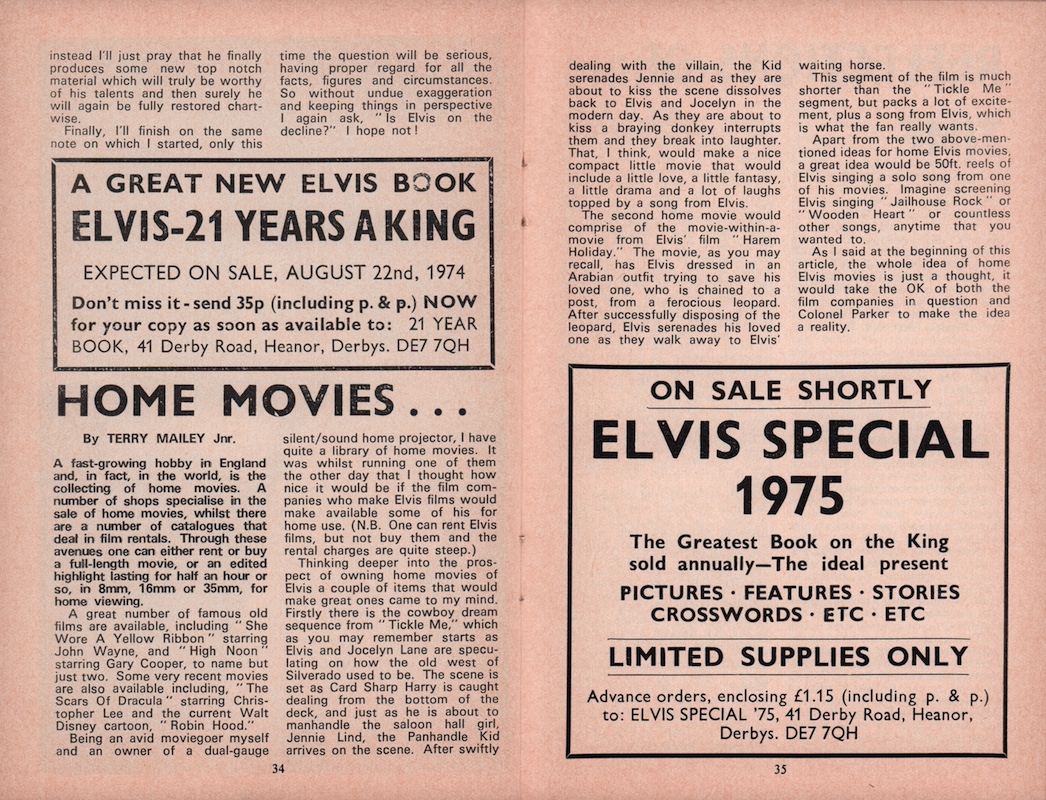 instead I'll just pray that he finally
produces some new top notch
material which will truly be worthy
of his talents and then surely he
will again be fully restored chart-
wise.
Finally, I'll finish on the same
note on which I started, only this
time the question will be serious,
having proper regard for all the
facts, figures and circumstances.
So without undue exaggeration
and keeping things in perspective
I again ask, "Is Elvis on the
decline?" I hope not!
A GREAT NEW ELVIS BOOK
ELVIS-21 YEARS A KING
EXPECTED ON SALE, AUGUST 22nd, 1974
Don't miss it - send 35p (including p. & p.) NOW
for your copy as soon as available to: 21 YEAR
BOOK, 41 Derby Road, Heanor, Derbys. DE7 7QH
HOME MOVIES...
By TERRY MAILEY Jnr.
A fast-growing hobby in England
and, in fact, in the world, is the
collecting of home movies. A
number of shops specialise in the
sale of home movies, whilst there
are a number of catalogues that
deal in film rentals. Through these
avenues one can either rent or buy
a full-length movie, or an edited
highlight lasting for half an hour or
so, in 8mm, 16mm or 35mm, for
home viewing.
A great number of famous old
films are available, including "She
Wore A Yellow Ribbon" starring
John Wayne, and "High Noon"
starring Gary Cooper, to name but
just two. Some very recent movies
are also available including, "The
Scars Of Dracula" starring Chris-
topher Lee and the current Walt
Disney cartoon, "Robin Hood."
Being an avid moviegoer myself
and an owner of a dual-gauge
silent/sound home projector, I have
quite a library of home movies. It
was whilst running one of them
the other day that I thought how
nice it would be if the film com-
panies who make Elvis films would
make available some of his for
home use. (N.B. One can rent Elvis
films, but not buy them and the
rental charges are quite steep.)
Thinking deeper into the pros-
pect of owning home movies of
Elvis a couple of items that would
make great ones came to my mind.
Firstly there is the cowboy dream
sequence from "Tickle Me," which
as you may remember starts as
Elvis and Jocelyn Lane are specu-
lating on how the old west of
Silverado used to be. The scene is
set as Card Sharp Harry is caught
dealing from the bottom of the
deck, and just as he is about to
manhandle the saloon hall girl,
Jennie Lind, the Panhandle Kid
arrives on the scene. After swiftly
34
dealing with the villain, the Kid
serenades Jennie and as they are
about to kiss the scene dissolves
back to Elvis and Jocelyn in the
modern day. As they are about to
kiss a braying donkey interrupts
them and they break into laughter.
That, I think, would make a nice
compact little movie that would
include a little love, a little fantasy,
a little drama and a lot of laughs
topped by a song from Elvis.
The second home movie would
comprise of the movie-within-a-
movie from Elvis' film "Harem
Holiday." The movie, as you may
recall, has Elvis dressed in an
Arabian outfit trying to save his
loved one, who is chained to a
post, from a ferocious leopard.
After successfully disposing of the
leopard, Elvis serenades his loved
one as they walk away to Elvis'
waiting horse.
This segment of the film is much
shorter than the "Tickle Me"
segment, but packs a lot of excite-
ment, plus a song from Elvis, which
is what the fan really wants.
Apart from the two above-men-
tioned ideas for home Elvis movies,
a great idea would be 50ft. reels of
Elvis singing a solo song from one
of his movies. Imagine screening
Elvis singing "Jailhouse Rock" or
"Wooden Heart" or countless
other songs, anytime that you
wanted to.
As I said at the beginning of this
article, the whole idea of home
Elvis movies is just a thought, it
would take the OK of both the
film companies in question and
Colonel Parker to make the idea
a reality.
ON SALE SHORTLY
ELVIS SPECIAL
1975
The Greatest Book on the King
sold annually—The ideal present
PICTURES · FEATURES · STORIES
CROSSWORDS · ETC · ETC
LIMITED SUPPLIES ONLY
Advance orders, enclosing £1.15 (including p. & p.)
to: ELVIS SPECIAL '75, 41 Derby Road, Heanor,
Derbys. DE7 7QH
35